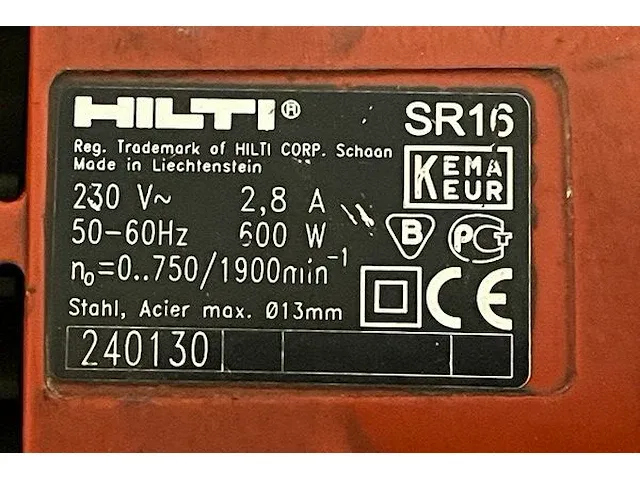 HILTI® SR16
Reg. Trademark of HILTI CORP. Schaan
Made in Liechtenstein
KEMA
EUR
230 V~ 2,8 A
50-60Hz 600 W
B
PCT
n₀=0..750/1900min⁻¹
CE
Stahl, Acier max. Ø13mm
240130